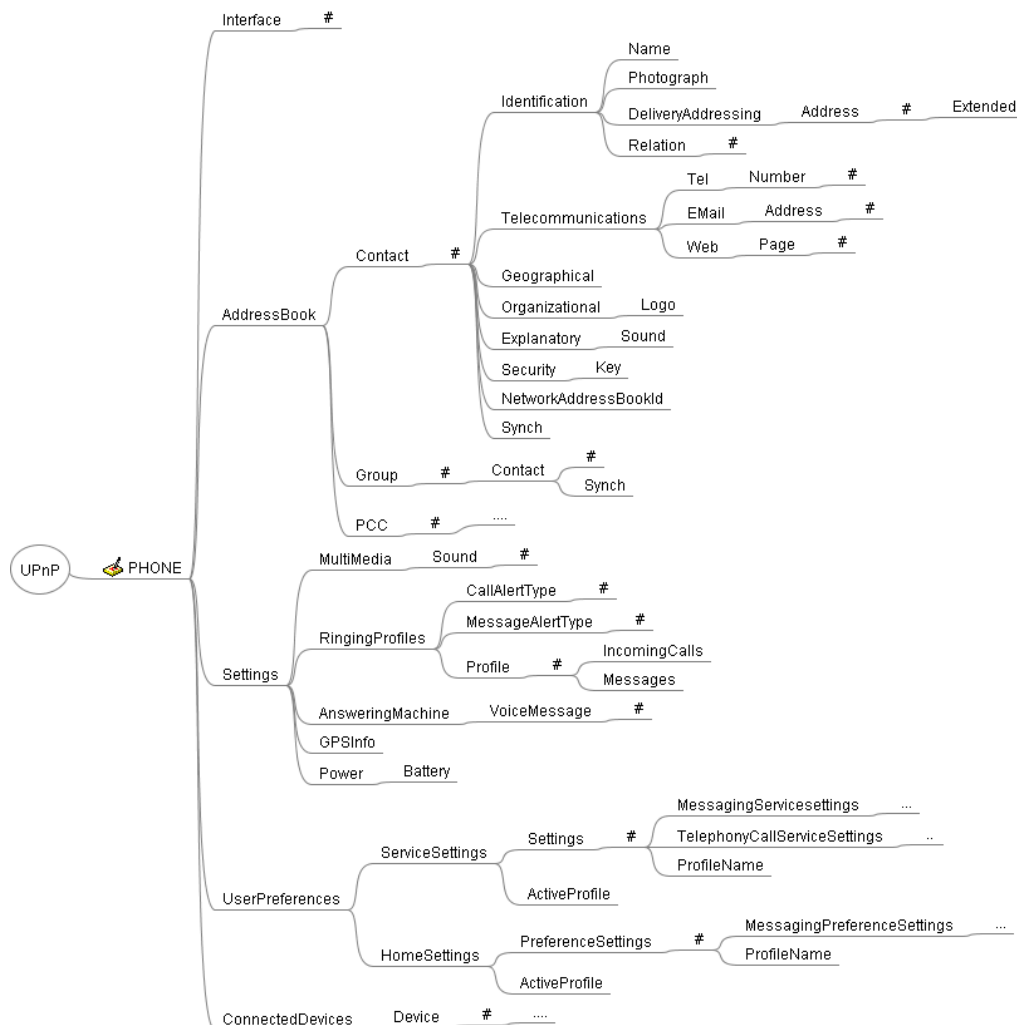 Interface #
Name
Photograph
Identification
DeliveryAddressing Address # Extended
Relation #
Tel Number #
Telecommunications EMail Address #
Web Page #
Contact #
Geographical
Organizational Logo
AddressBook
Explanatory Sound
Security Key
NetworkAddressBookId
Synch
Group # Contact #
Synch
PCC # ....
UPnP PHONE
MultiMedia Sound #
CallAlertType #
MessageAlertType #
RingingProfiles
Profile # IncomingCalls
Messages
Settings
AnsweringMachine VoiceMessage #
GPSInfo
Power Battery
MessagingServicesettings ...
Settings # TelephonyCallServiceSettings ..
ServiceSettings
ProfileName
ActiveProfile
UserPreferences
MessagingPreferenceSettings ...
PreferenceSettings #
HomeSettings ProfileName
ActiveProfile
ConnectedDevices Device # ....